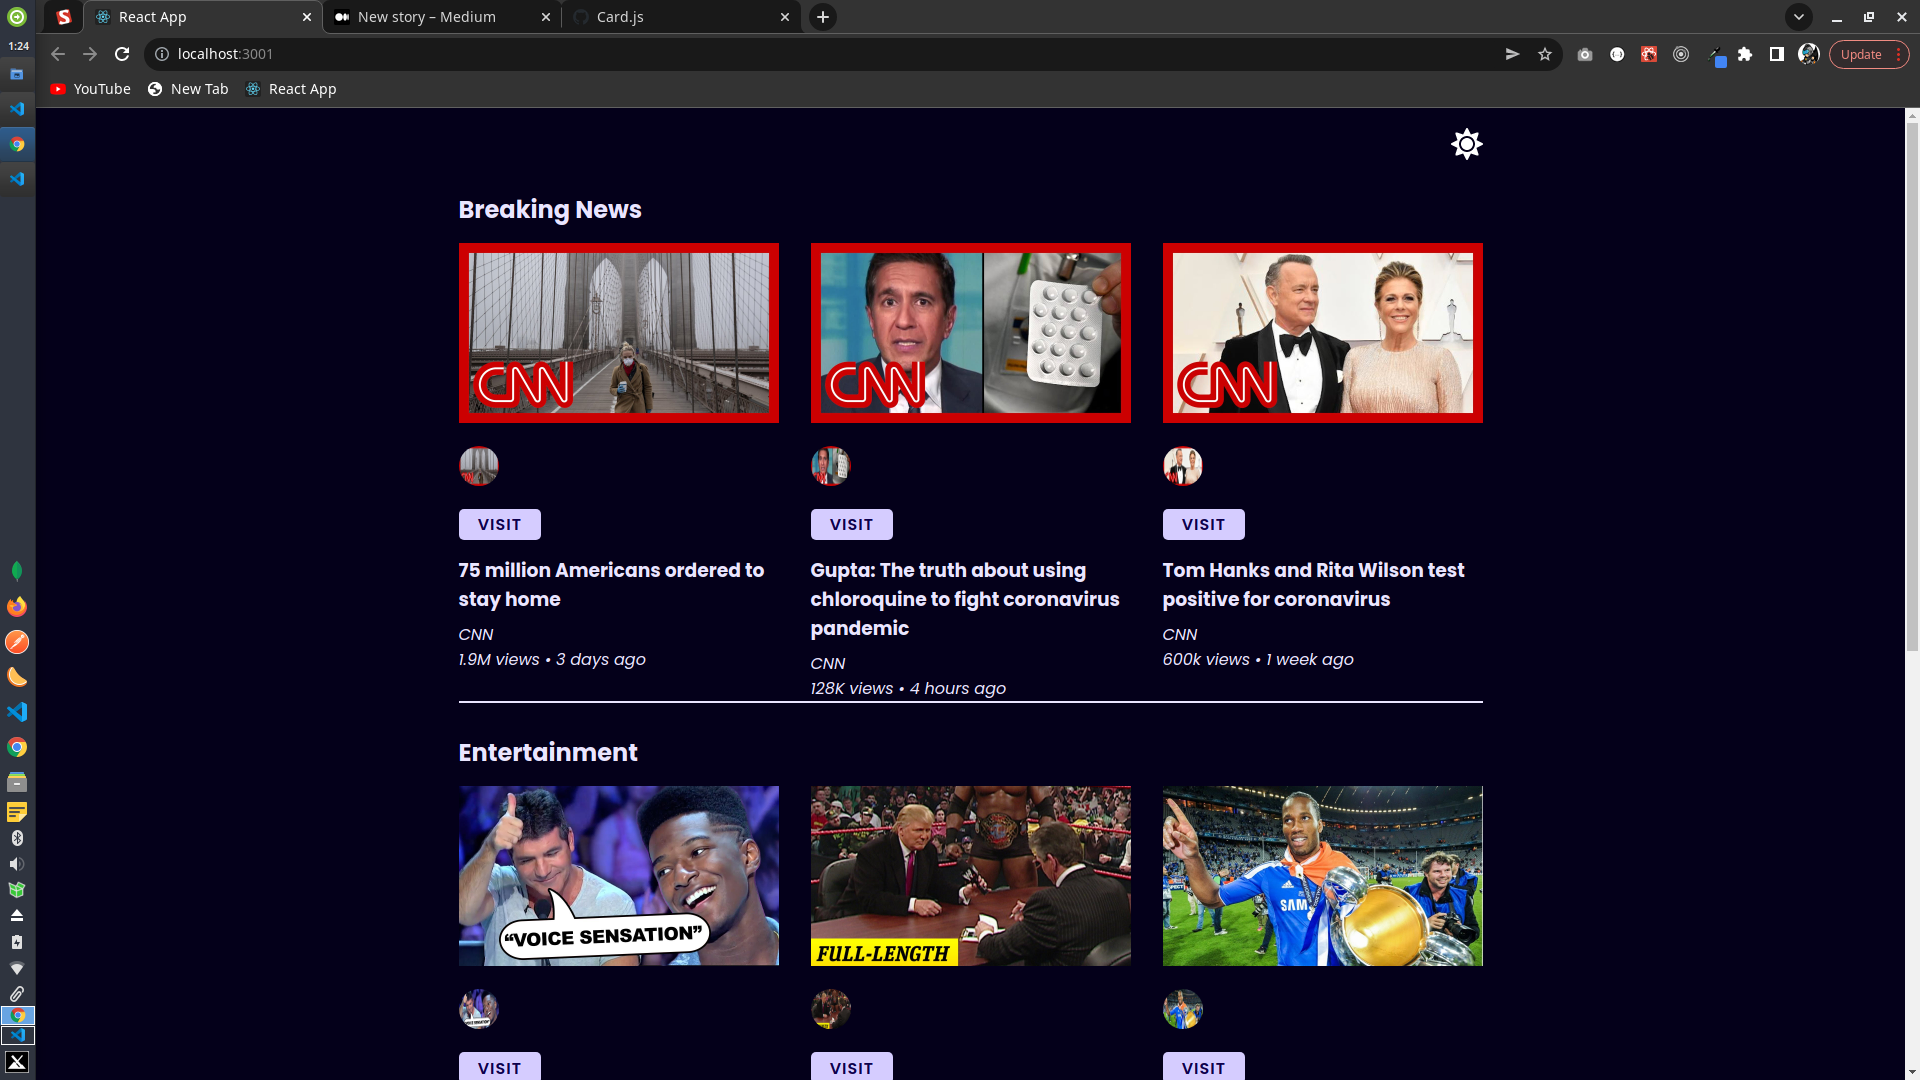 React App
New story – Medium
Card.js
1:24
localhost:3001
Update
YouTube
New Tab
React App
Breaking News
CNN
CNN
CNN
VISIT
VISIT
VISIT
75 million Americans ordered to
stay home
CNN
1.9M views • 3 days ago
Gupta: The truth about using
chloroquine to fight coronavirus
pandemic
CNN
128K views • 4 hours ago
Tom Hanks and Rita Wilson test
positive for coronavirus
CNN
600k views • 1 week ago
Entertainment
“VOICE SENSATION”
FULL-LENGTH
SAMS
VISIT
VISIT
VISIT